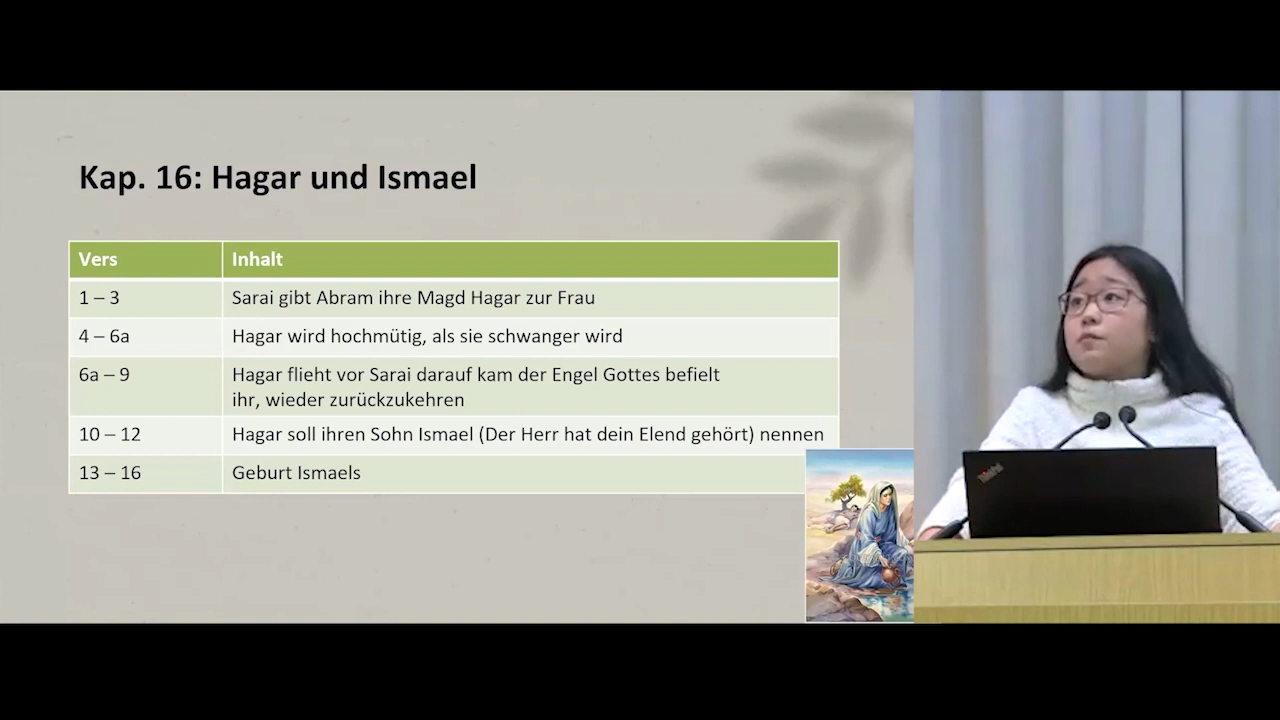 Kap. 16: Hagar und Ismael
Vers Inhalt
1 – 3 Sarai gibt Abram ihre Magd Hagar zur Frau
4 – 6a Hagar wird hochmütig, als sie schwanger wird
6a – 9 Hagar flieht vor Sarai darauf kam der Engel Gottes befielt
ihr, wieder zurückzukehren
10 – 12 Hagar soll ihren Sohn Ismael (Der Herr hat dein Elend gehört) nennen
13 – 16 Geburt Ismaels
ThinkPad